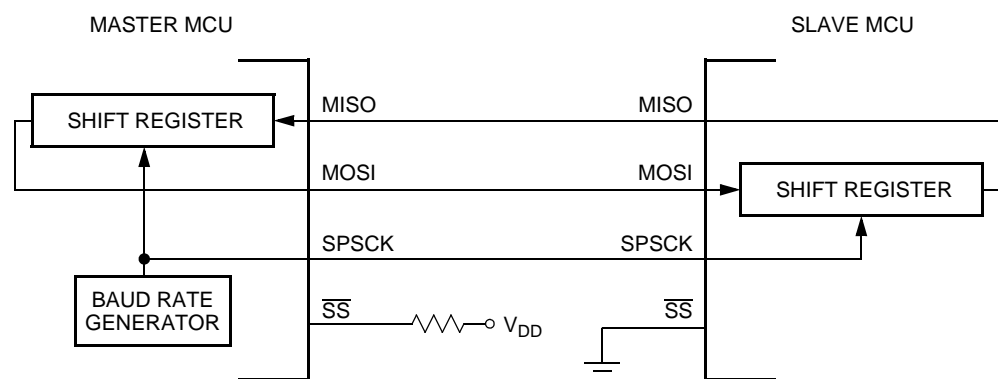 MASTER MCU
SLAVE MCU
SHIFT REGISTER
MISO
MISO
MOSI
MOSI
SHIFT REGISTER
SPSCK
SPSCK
BAUD RATE
GENERATOR
SS
VDD
SS